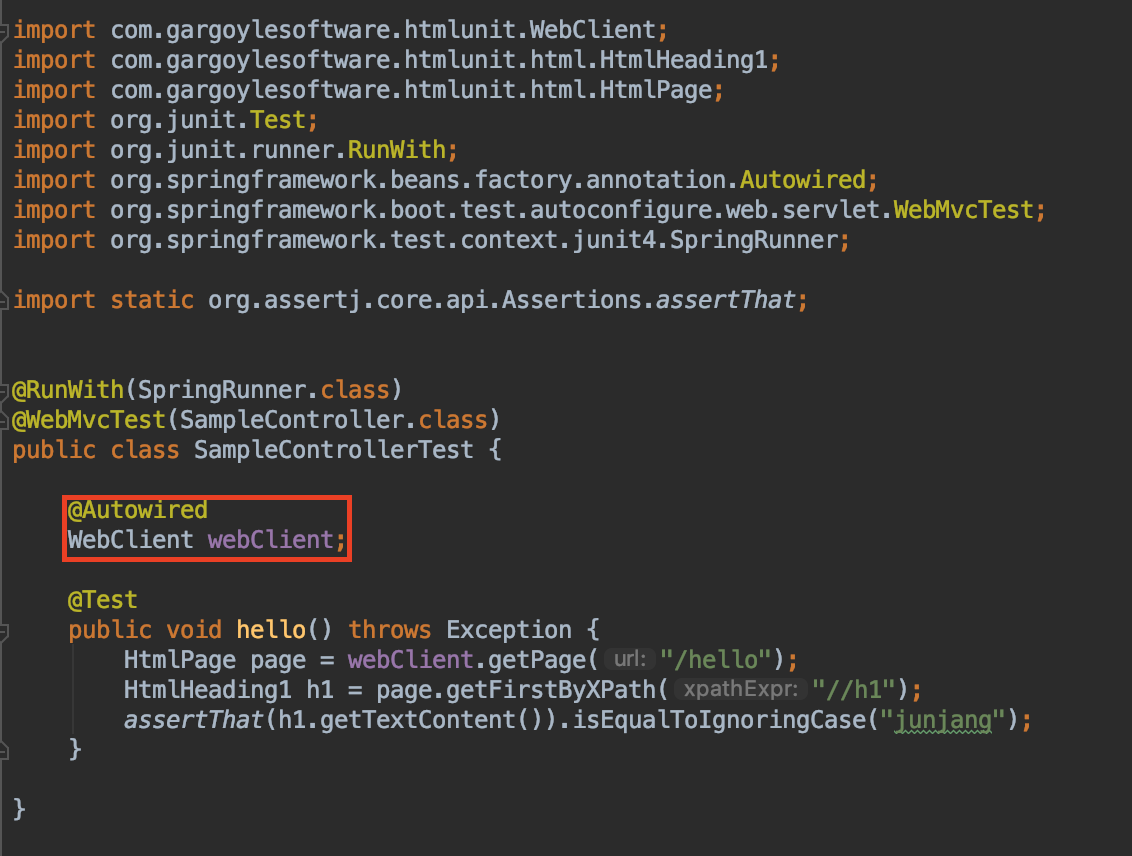 import com.gargoylesoftware.htmlunit.WebClient;
import com.gargoylesoftware.htmlunit.html.HtmlHeading1;
import com.gargoylesoftware.htmlunit.html.HtmlPage;
import org.junit.Test;
import org.junit.runner.RunWith;
import org.springframework.beans.factory.annotation.Autowired;
import org.springframework.boot.test.autoconfigure.web.servlet.WebMvcTest;
import org.springframework.test.context.junit4.SpringRunner;
import static org.assertj.core.api.Assertions.assertThat;
@RunWith(SpringRunner.class)
@WebMvcTest(SampleController.class)
public class SampleControllerTest {
@Autowired
WebClient webClient;
@Test
public void hello() throws Exception {
HtmlPage page = webClient.getPage( url: "/hello");
HtmlHeading1 h1 = page.getFirstByXPath( xpathExpr: "//h1");
assertThat(h1.getTextContent()).isEqualToIgnoringCase("junjang");
}
}